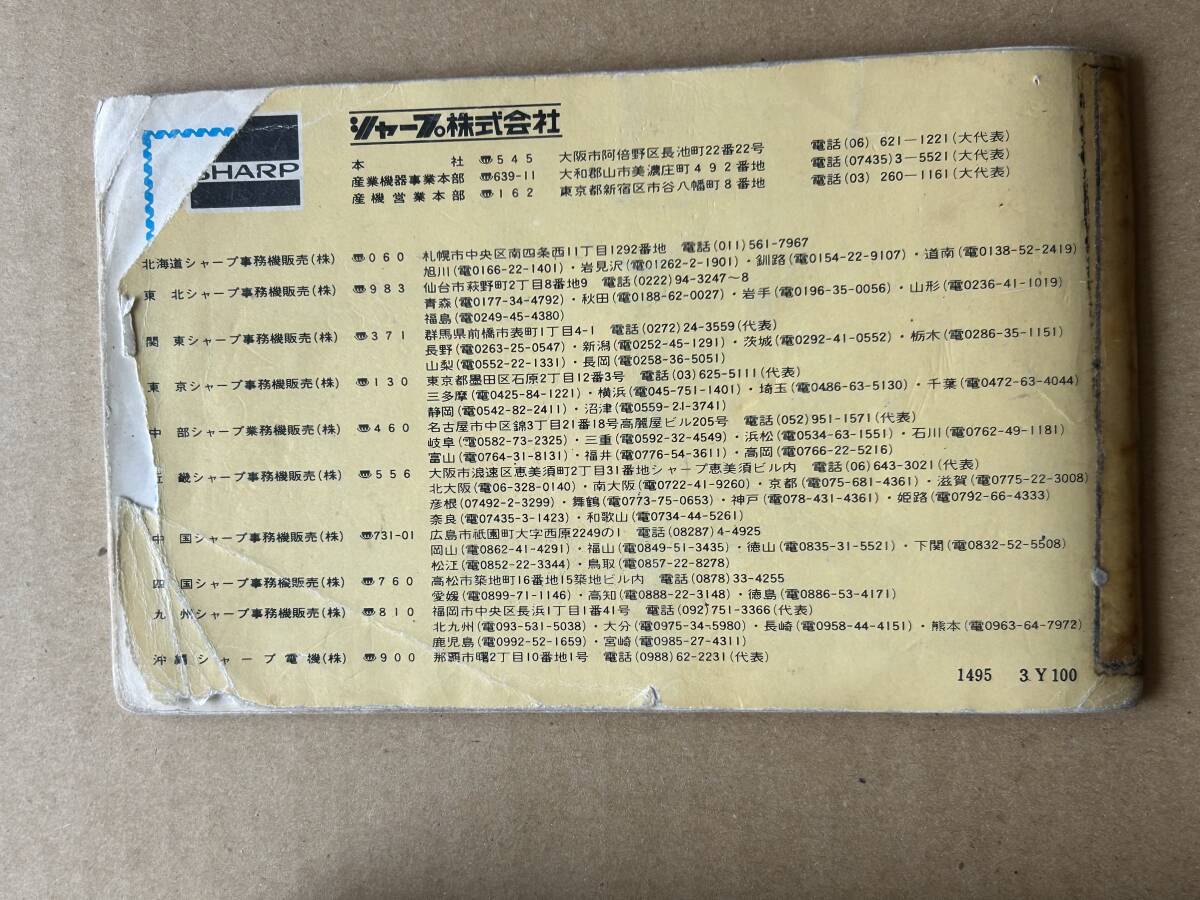 SHARP
シャープ株式会社
本社 〠545 大阪市阿倍野区長池町22番22号 電話(06) 621-1221(大代表)
産業機器事業本部 〠639-11 大和郡山市美濃庄町492番地 電話(07435)3-5521(大代表)
産機営業本部 〠162 東京都新宿区市谷八幡町8番地 電話(03) 260-1161(大代表)
北海道シャープ事務機販売(株) 〠060 札幌市中央区南四条西11丁目1292番地 電話(011)561-7967
旭川(電0166-22-1401)・岩見沢(電01262-2-1901)・釧路(電0154-22-9107)・道南(電0138-52-2419)
東北シャープ事務機販売(株) 〠983 仙台市萩野町2丁目8番地9 電話(0222)94-3247〜8
青森(電0177-34-4792)・秋田(電0188-62-0027)・岩手(電0196-35-0056)・山形(電0236-41-1019)
福島(電0249-45-4380)
関東シャープ事務機販売(株) 〠371 群馬県前橋市表町1丁目4-1 電話(0272)24-3559(代表)
長野(電0263-25-0547)・新潟(電0252-45-1291)・茨城(電0292-41-0552)・栃木(電0286-35-1151)
山梨(電0552-22-1331)・長岡(電0258-36-5051)
東京シャープ事務機販売(株) 〠130 東京都墨田区石原2丁目12番3号 電話(03)625-5111(代表)
三多摩(電0425-84-1221)・横浜(電045-751-1401)・埼玉(電0486-63-5130)・千葉(電0472-63-4044)
静岡(電0542-82-2411)・沼津(電0559-21-3741)
中部シャープ業務機販売(株) 〠460 名古屋市中区錦3丁目21番18号高麗屋ビル205号 電話(052)951-1571(代表)
岐阜(電0582-73-2325)・三重(電0592-32-4549)・浜松(電0534-63-1551)・石川(電0762-49-1181)
富山(電0764-31-8131)・福井(電0776-54-3611)・高岡(電0766-22-5216)
近畿シャープ事務機販売(株) 〠556 大阪市浪速区恵美須町2丁目31番地シャープ恵美須ビル内 電話(06)643-3021(代表)
北大阪(電06-328-0140)・南大阪(電0722-41-9260)・京都(電075-681-4361)・滋賀(電0775-22-3008)
彦根(07492-2-3299)・舞鶴(電0773-75-0653)・神戸(電078-431-4361)・姫路(電0792-66-4333)
奈良(電07435-3-1423)・和歌山(電0734-44-5261)
中国シャープ事務機販売(株) 〠731-01 広島市祇園町大字西原2249の1 電話(08287)4-4925
岡山(電0862-41-4291)・福山(電0849-51-3435)・徳山(電0835-31-5521)・下関(電0832-52-5508)
松江(電0852-22-3344)・鳥取(電0857-22-8278)
四国シャープ事務機販売(株) 〠760 高松市築地町16番地15築地ビル内 電話(0878)33-4255
愛媛(電0899-71-1146)・高知(電0888-22-3148)・徳島(電0886-53-4171)
九州シャープ事務機販売(株) 〠810 福岡市中央区長浜1丁目1番41号 電話(092)751-3366(代表)
北九州(電093-531-5038)・大分(電0975-34-5980)・長崎(電0958-44-4151)・熊本(電0963-64-7972)
鹿児島(電0992-52-1659)・宮崎(電0985-27-4311)
沖縄シャープ電機(株) 〠900 那覇市曙2丁目10番地1号 電話(0988)62-2231(代表)
1495 3.Y100